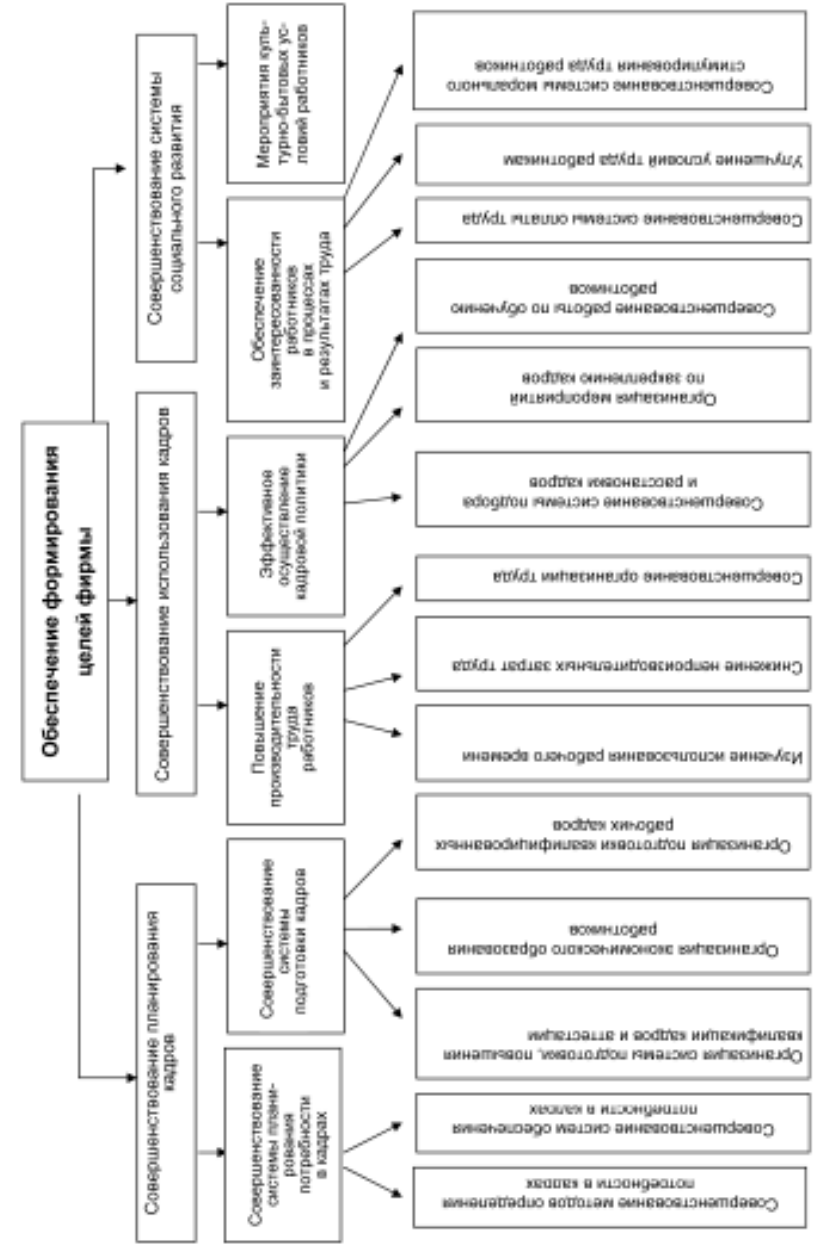 Обеспечение формирования
целей фирмы
Совершенствование планирования
кадров
Совершенствование использования кадров
Совершенствование системы
социального развития
Совершенствование
системы плани-
рования
потребности
в кадрах
Совершенствование
системы
подготовки кадров
Повышение
производительности
труда
работников
Эффективное
осуществление
кадровой политики
Обеспечение
заинтересованности
работников
в процессах
и результатах труда
Мероприятия куль-
турно-бытовых ус-
ловий работников
Совершенствование методов определения
потребности в кадрах
Совершенствование систем обеспечения
потребности в кадрах
Организация системы подготовки, повышения
квалификации кадров и аттестации
Организация экономического образования
работников
Организация подготовки квалифицированных
рабочих кадров
Изучение использования рабочего времени
Снижение непроизводительных затрат труда
Совершенствование организации труда
Совершенствование системы подбора
и расстановки кадров
Организация мероприятий
по закреплению кадров
Совершенствование работы по обучению
работников
Совершенствование системы оплаты труда
Улучшение условий труда работникам
Совершенствование системы морального
стимулирования труда работников